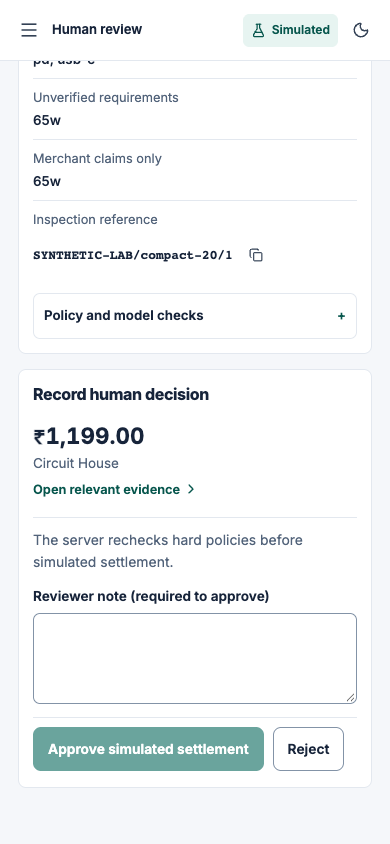 Human review
Simulated
pd, usb-c
Unverified requirements
65w
Merchant claims only
65w
Inspection reference
SYNTHETIC-LAB/compact-20/1
Policy and model checks
+
Record human decision
₹1,199.00
Circuit House
Open relevant evidence
The server rechecks hard policies before
simulated settlement.
Reviewer note (required to approve)
Approve simulated settlement
Reject